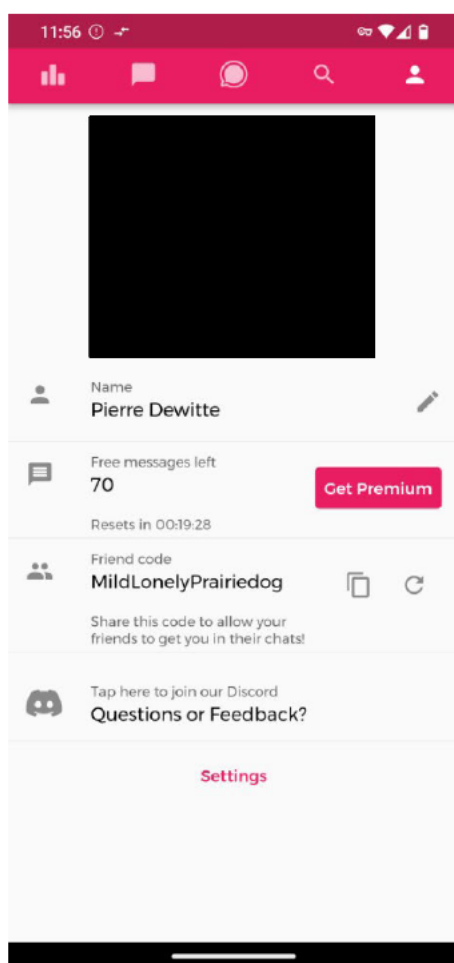 11:56
Name
Pierre Dewitte
Free messages left
70
Get Premium
Resets in 00:19:28
Friend code
MildLonelyPrairiedog
Share this code to allow your
friends to get you in their chats!
Tap here to join our Discord
Questions or Feedback?
Settings